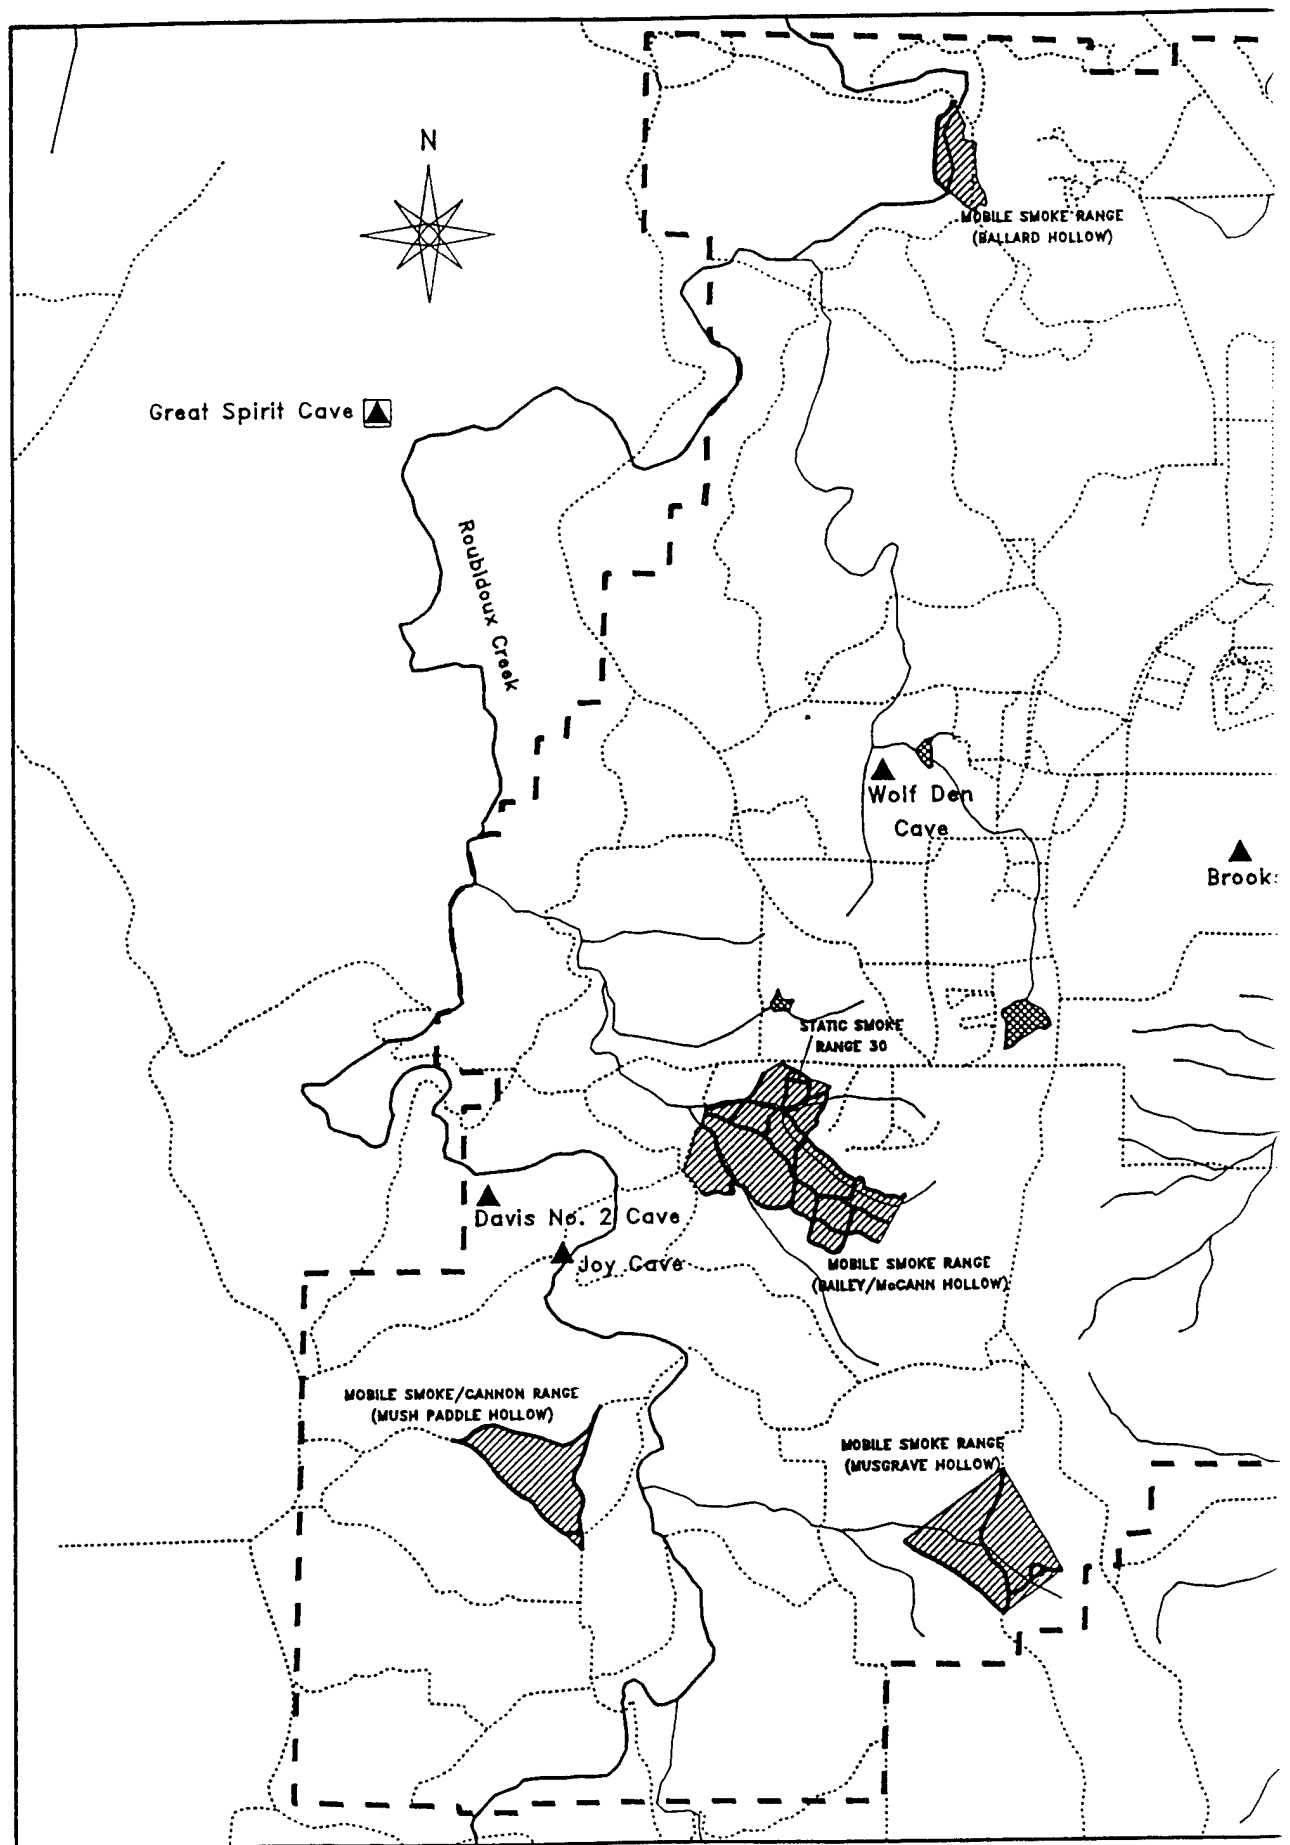 N
MOBILE SMOKE RANGE
(BALLARD HOLLOW)
Great Spirit Cave
Roubidoux Creek
Wolf Den
Cave
Brooks
STATIC SMOKE
RANGE 30
Davis No. 2 Cave
Joy Cave
MOBILE SMOKE RANGE
(BAILEY/McCANN HOLLOW)
MOBILE SMOKE/CANNON RANGE
(MUSH PADDLE HOLLOW)
MOBILE SMOKE RANGE
(MUSGRAVE HOLLOW)